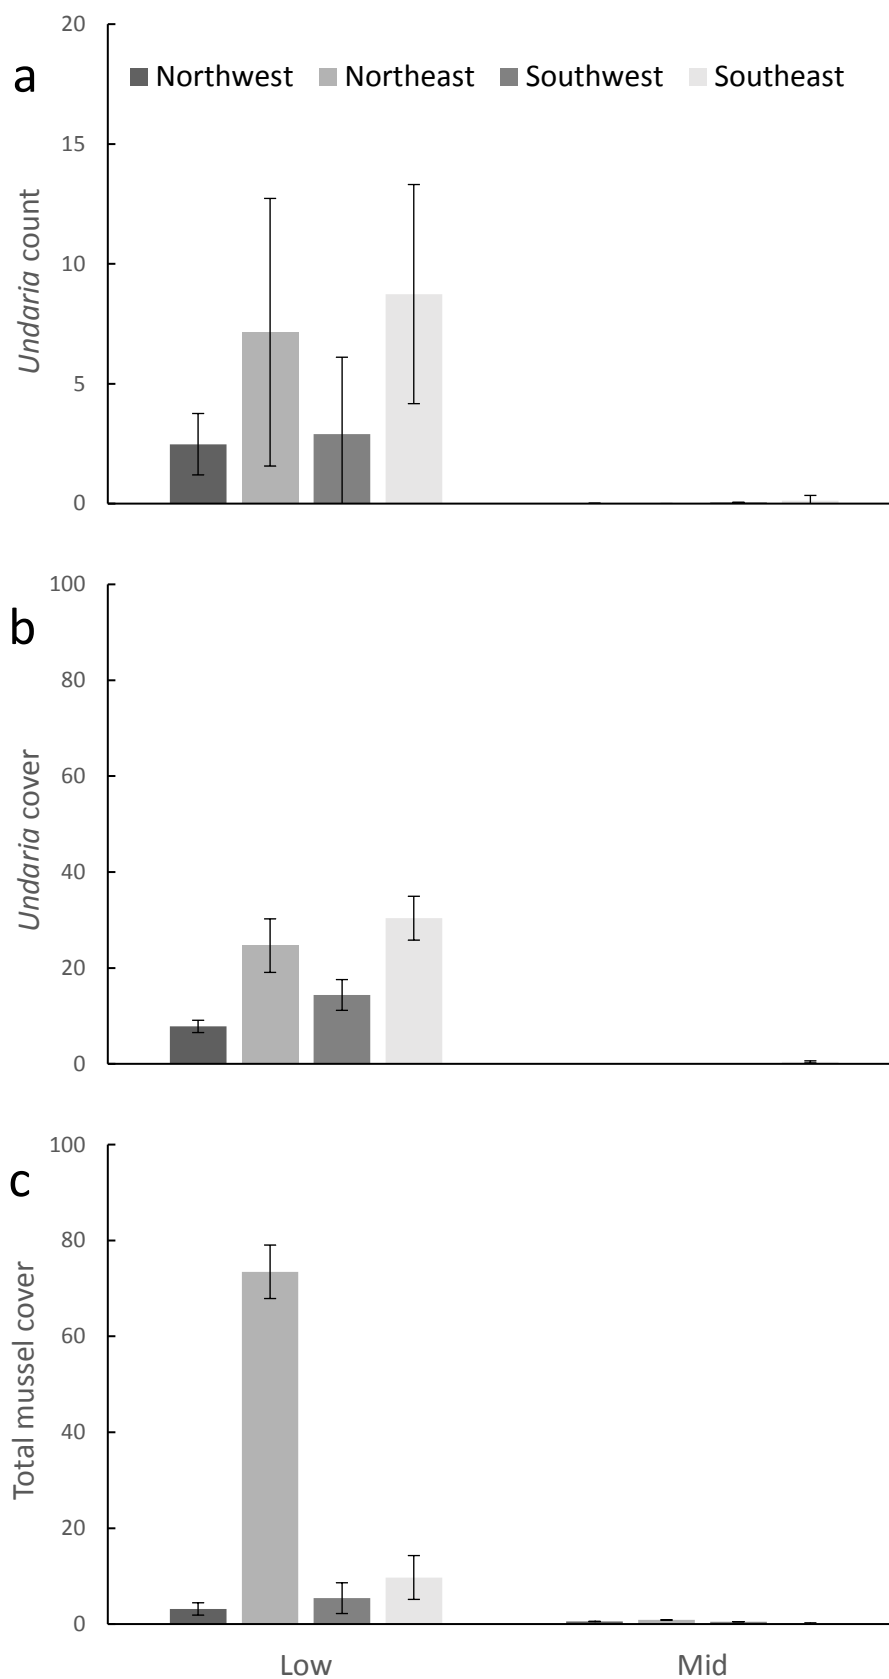 a
Northwest Northeast Southwest Southeast
20
15
10
5
0
Undaria count
b
100
80
60
40
20
0
Undaria cover
c
100
80
60
40
20
0
Total mussel cover
Low Mid